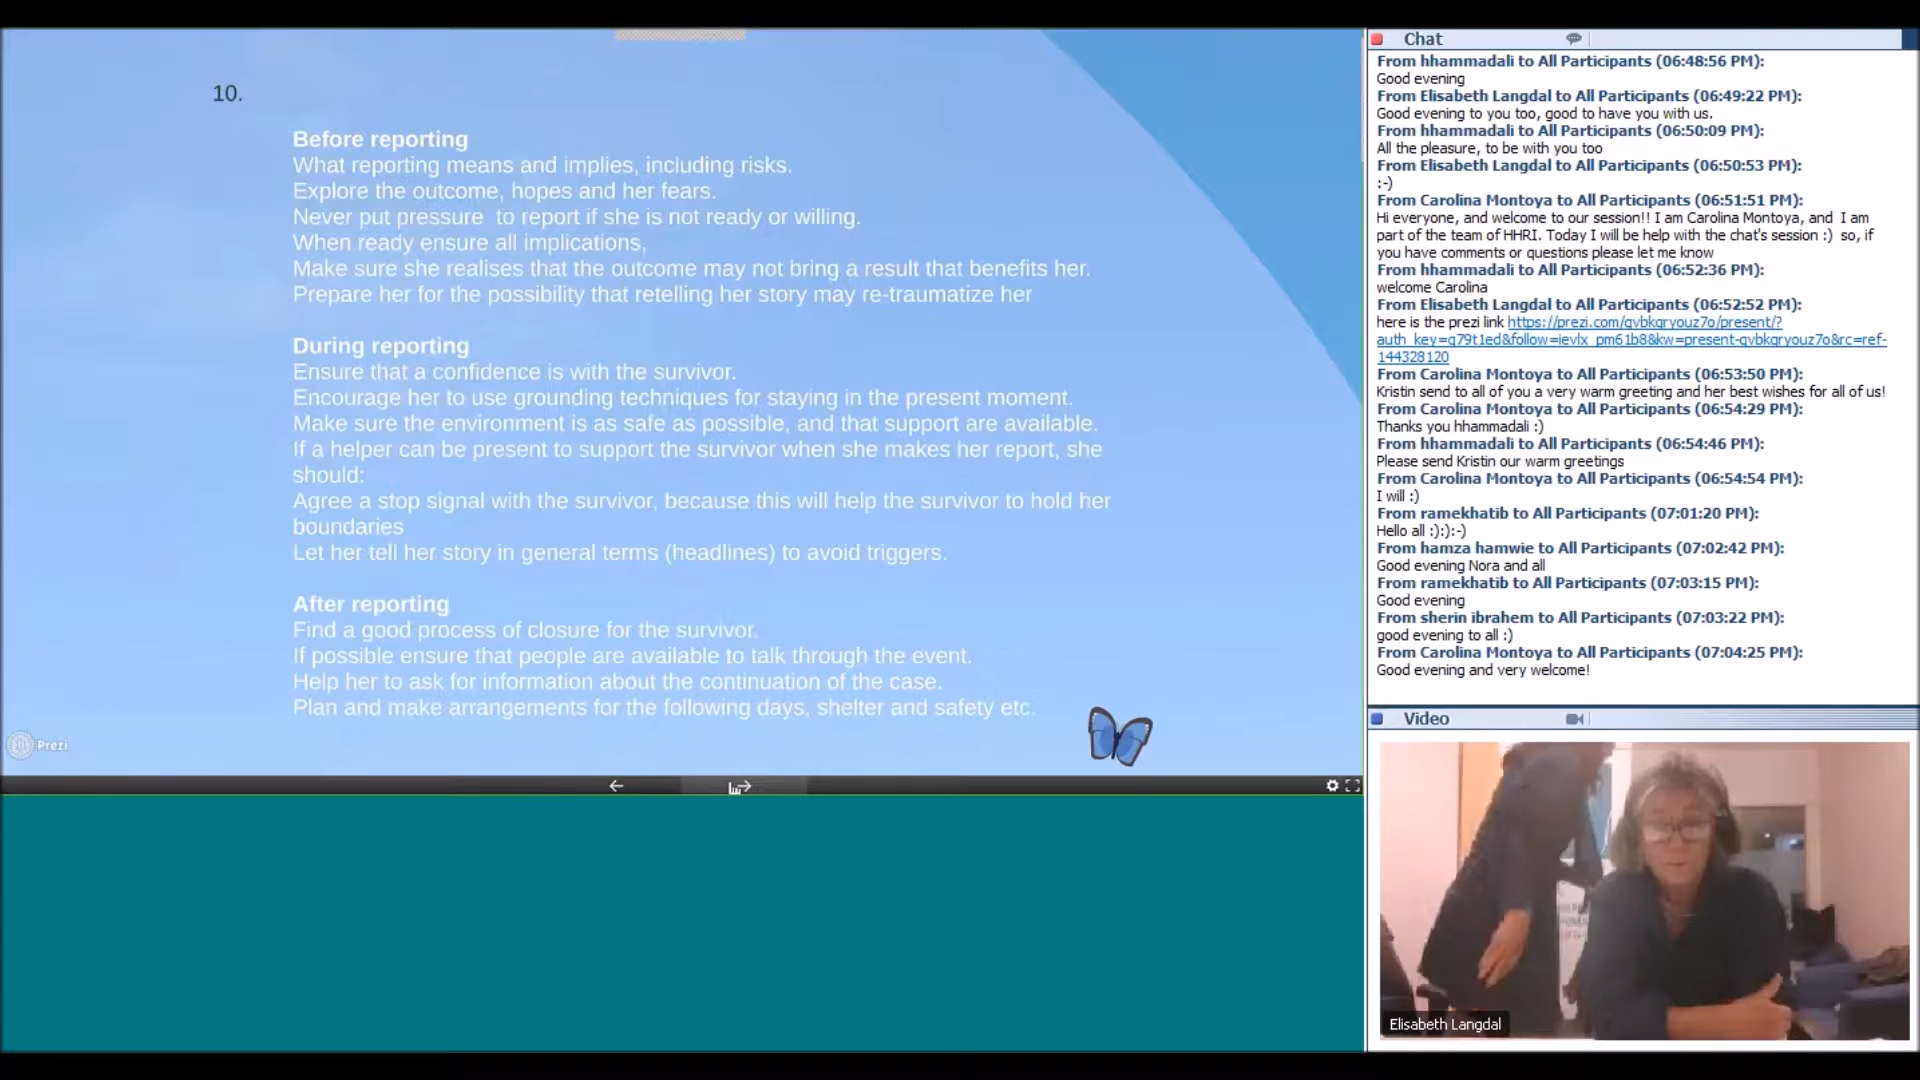 10.
Before reporting
What reporting means and implies, including risks.
Explore the outcome, hopes and her fears.
Never put pressure  to report if she is not ready or willing.
When ready ensure all implications,
Make sure she realises that the outcome may not bring a result that benefits her.
Prepare her for the possibility that retelling her story may re-traumatize her
During reporting
Ensure that a confidence is with the survivor.
Encourage her to use grounding techniques for staying in the present moment.
Make sure the environment is as safe as possible, and that support are available.
If a helper can be present to support the survivor when she makes her report, she
should:
Agree a stop signal with the survivor, because this will help the survivor to hold her
boundaries
Let her tell her story in general terms (headlines) to avoid triggers.
After reporting
Find a good process of closure for the survivor.
If possible ensure that people are available to talk through the event.
Help her to ask for information about the continuation of the case.
Plan and make arrangements for the following days, shelter and safety etc.
Prezi
Chat
From hhammadali to All Participants (06:48:56 PM):
Good evening
From Elisabeth Langdal to All Participants (06:49:22 PM):
Good evening to you too, good to have you with us.
From hhammadali to All Participants (06:50:09 PM):
All the pleasure, to be with you too
From Elisabeth Langdal to All Participants (06:50:53 PM):
:-)
From Carolina Montoya to All Participants (06:51:51 PM):
Hi everyone, and welcome to our session!! I am Carolina Montoya, and  I am
part of the team of HHRI. Today I will be help with the chat's session :)  so, if
you have comments or questions please let me know
From hhammadali to All Participants (06:52:36 PM):
welcome Carolina
From Elisabeth Langdal to All Participants (06:52:52 PM):
here is the prezi link https://prezi.com/qvbkqryouz7o/present/?
auth_key=q79t1ed&follow=ievlx_pm61b8&kw=present-qvbkqryouz7o&rc=ref-
144328120
From Carolina Montoya to All Participants (06:53:50 PM):
Kristin send to all of you a very warm greeting and her best wishes for all of us!
From Carolina Montoya to All Participants (06:54:29 PM):
Thanks you hhammadali :)
From hhammadali to All Participants (06:54:46 PM):
Please send Kristin our warm greetings
From Carolina Montoya to All Participants (06:54:54 PM):
I will :)
From ramekhatib to All Participants (07:01:20 PM):
Hello all :):):-)
From hamza hamwie to All Participants (07:02:42 PM):
Good evening Nora and all
From ramekhatib to All Participants (07:03:15 PM):
Good evening
From sherin ibrahem to All Participants (07:03:22 PM):
good evening to all :)
From Carolina Montoya to All Participants (07:04:25 PM):
Good evening and very welcome!
Video
Elisabeth Langdal